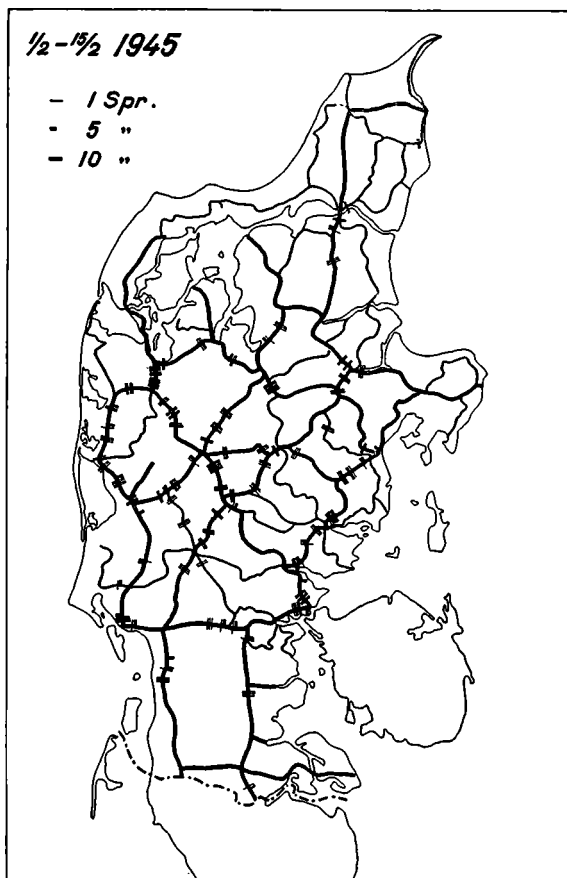 1/2-15/2 1945
– 1 Spr.
- 5 "
– 10 "